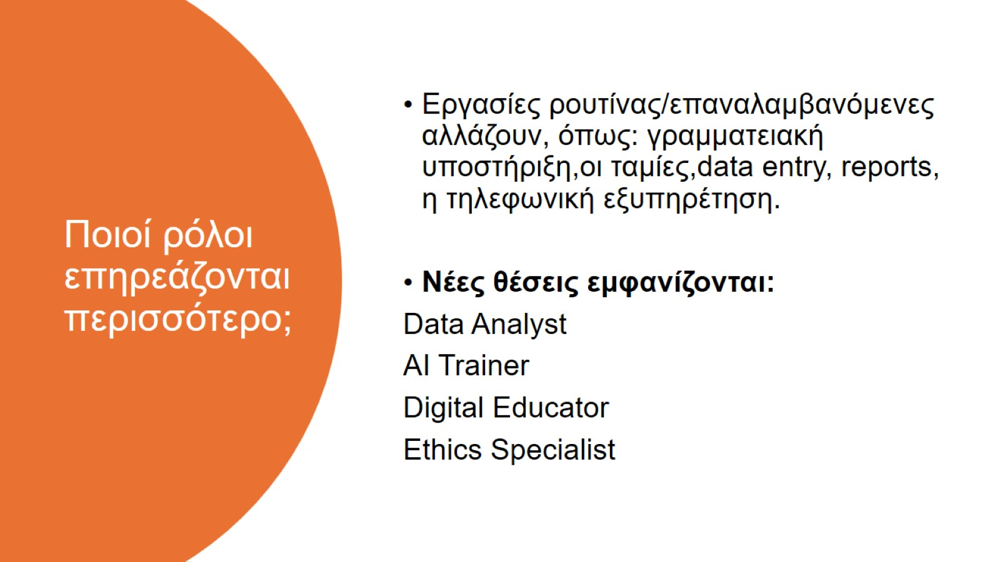 Ποιοί ρόλοι
επηρεάζονται
περισσότερο;
• Εργασίες ρουτίνας/επαναλαμβανόμενες
αλλάζουν, όπως: γραμματειακή
υποστήριξη,οι ταμίες,data entry, reports,
η τηλεφωνική εξυπηρέτηση.
• Νέες θέσεις εμφανίζονται:
Data Analyst
AI Trainer
Digital Educator
Ethics Specialist